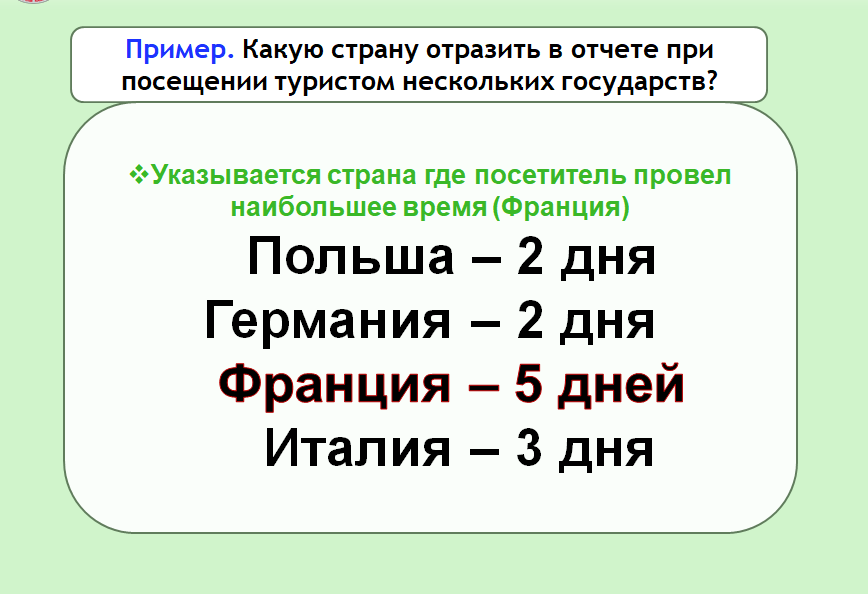 Пример. Какую страну отразить в отчете при
посещении туристом нескольких государств?
❖Указывается страна где посетитель провел
наибольшее время (Франция)
Польша – 2 дня
Германия – 2 дня
Франция – 5 дней
Италия – 3 дня